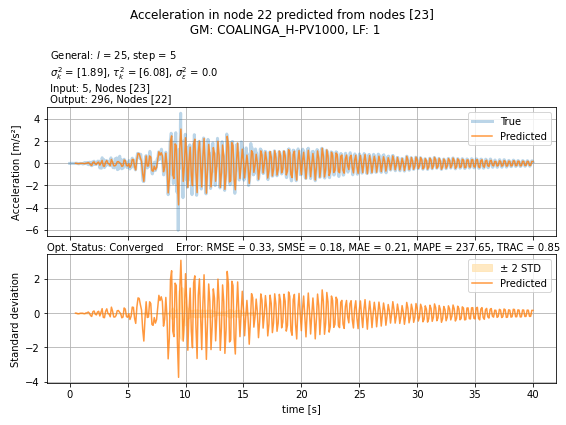 Acceleration in node 22 predicted from nodes [23]
GM: COALINGA_H-PV1000, LF: 1
General: l = 25, step = 5
σ_k² = [1.89], τ_k² = [6.08], σ_ε² = 0.0
Input: 5, Nodes [23]
Output: 296, Nodes [22]
Acceleration [m/s²]
4
2
0
−2
−4
−6
True
Predicted
Opt. Status: Converged Error: RMSE = 0.33, SMSE = 0.18, MAE = 0.21, MAPE = 237.65, TRAC = 0.85
Standard deviation
2
0
−2
−4
± 2 STD
Predicted
0 5 10 15 20 25 30 35 40
time [s]